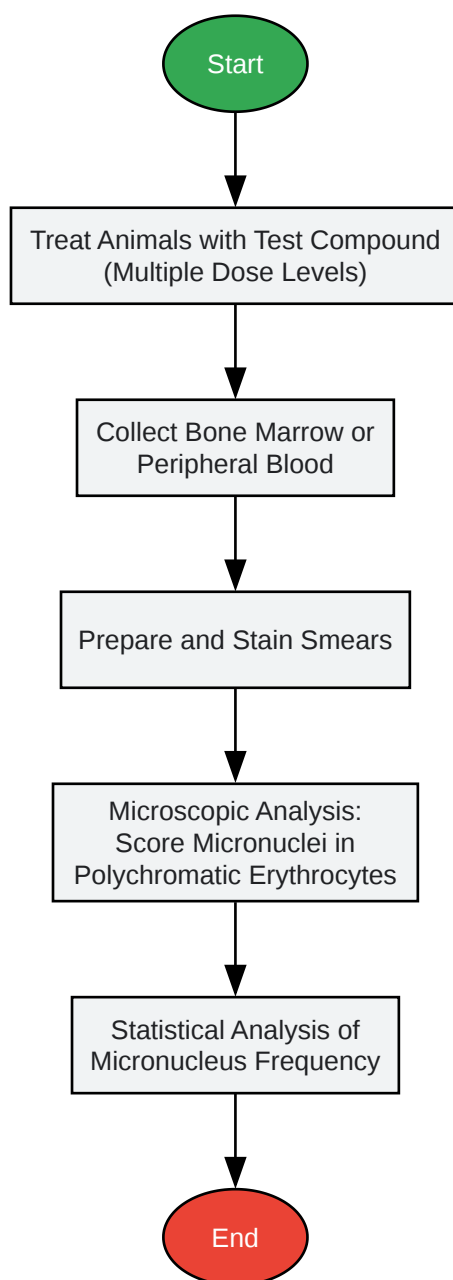 Start
Treat Animals with Test Compound
(Multiple Dose Levels)
Collect Bone Marrow or
Peripheral Blood
Prepare and Stain Smears
Microscopic Analysis:
Score Micronuclei in
Polychromatic Erythrocytes
Statistical Analysis of
Micronucleus Frequency
End